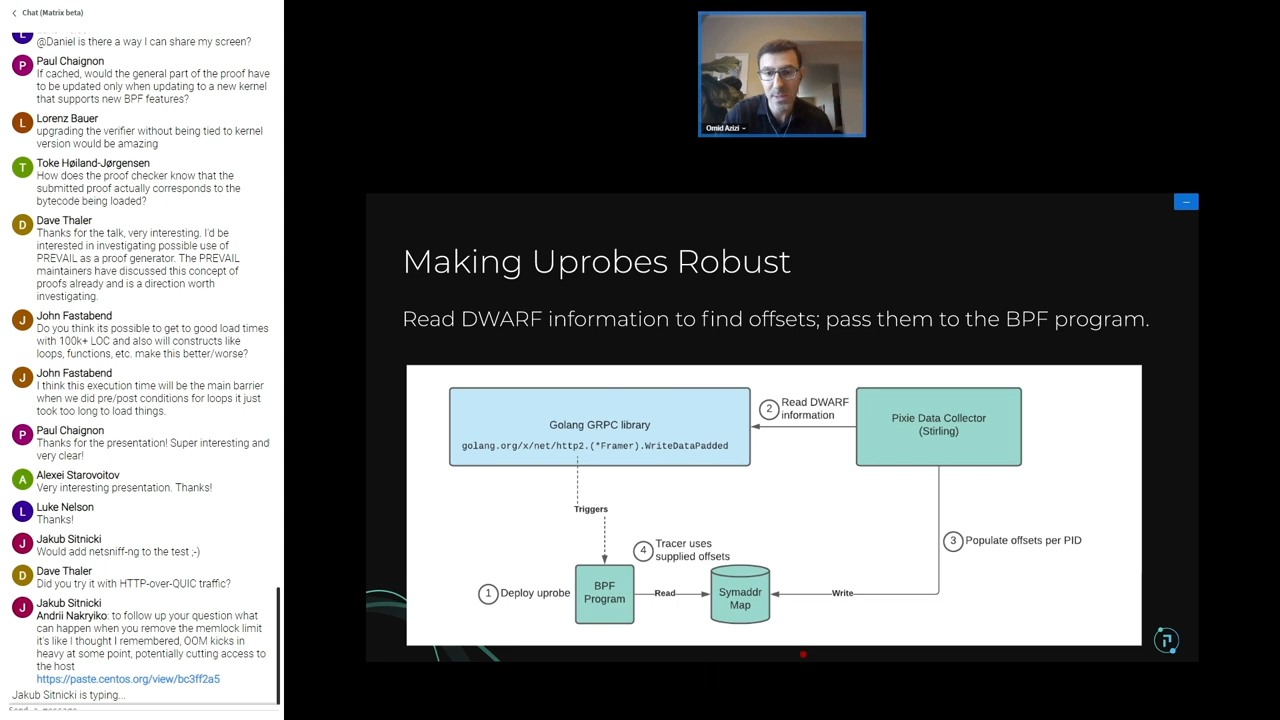 Chat (Matrix beta)
@Daniel is there a way I can share my screen?
P
Paul Chaignon
If cached, would the general part of the proof have
to be updated only when updating to a new kernel
that supports new BPF features?
L
Lorenz Bauer
upgrading the verifier without being tied to kernel
version would be amazing
T
Toke Høiland-Jørgensen
How does the proof checker know that the
submitted proof actually corresponds to the
bytecode being loaded?
D
Dave Thaler
Thanks for the talk, very interesting. I'd be
interested in investigating possible use of
PREVAIL as a proof generator. The PREVAIL
maintainers have discussed this concept of
proofs already and is a direction worth
investigating.
J
John Fastabend
Do you think its possible to get to good load times
with 100k+ LOC and also will constructs like
loops, functions, etc. make this better/worse?
J
John Fastabend
I think this execution time will be the main barrier
when we did pre/post conditions for loops it just
took too long to load things.
P
Paul Chaignon
Thanks for the presentation! Super interesting and
very clear!
A
Alexei Starovoitov
Very interesting presentation. Thanks!
L
Luke Nelson
Thanks!
J
Jakub Sitnicki
Would add netsniff-ng to the test ;-)
D
Dave Thaler
Did you try it with HTTP-over-QUIC traffic?
J
Jakub Sitnicki
Andrii Nakryiko: to follow up your question what
can happen when you remove the memlock limit
it's like I thought I remembered, OOM kicks in
heavy at some point, potentially cutting access to
the host
https://paste.centos.org/view/bc3ff2a5
Jakub Sitnicki is typing...
Omid Azizi
Making Uprobes Robust
Read DWARF information to find offsets; pass them to the BPF program.
Golang GRPC library
golang.org/x/net/http2.(*Framer).WriteDataPadded
2 Read DWARF
information
Pixie Data Collector
(Stirling)
Triggers
4 Tracer uses
supplied offsets
3 Populate offsets per PID
1 Deploy uprobe
BPF
Program
Read
Symaddr
Map
Write